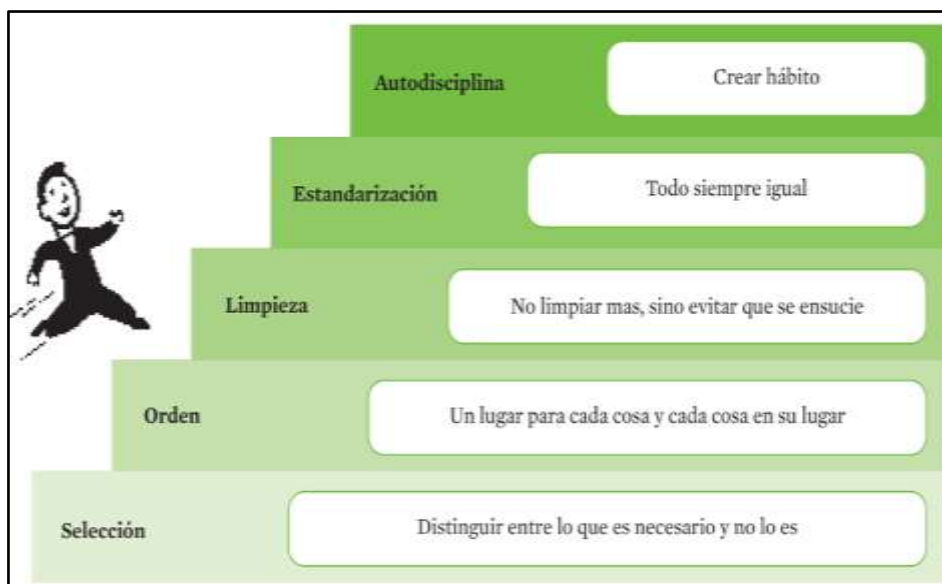 Autodisciplina
Crear hábito
Estandarización
Todo siempre igual
Limpieza
No limpiar mas, sino evitar que se ensucie
Orden
Un lugar para cada cosa y cada cosa en su lugar
Selección
Distinguir entre lo que es necesario y no lo es